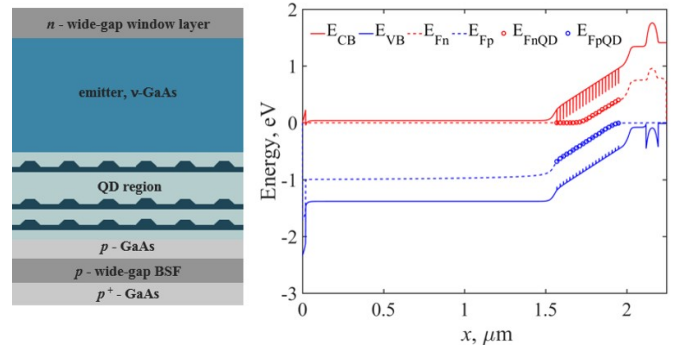 n - wide-gap window layer
emitter, ν-GaAs
QD region
p - GaAs
p - wide-gap BSF
p⁺ - GaAs
E_CB E_VB E_Fn E_Fp E_FnQD E_FpQD
Energy, eV
2
1
0
-1
-2
-3
0 0.5 1 1.5 2
x, μm